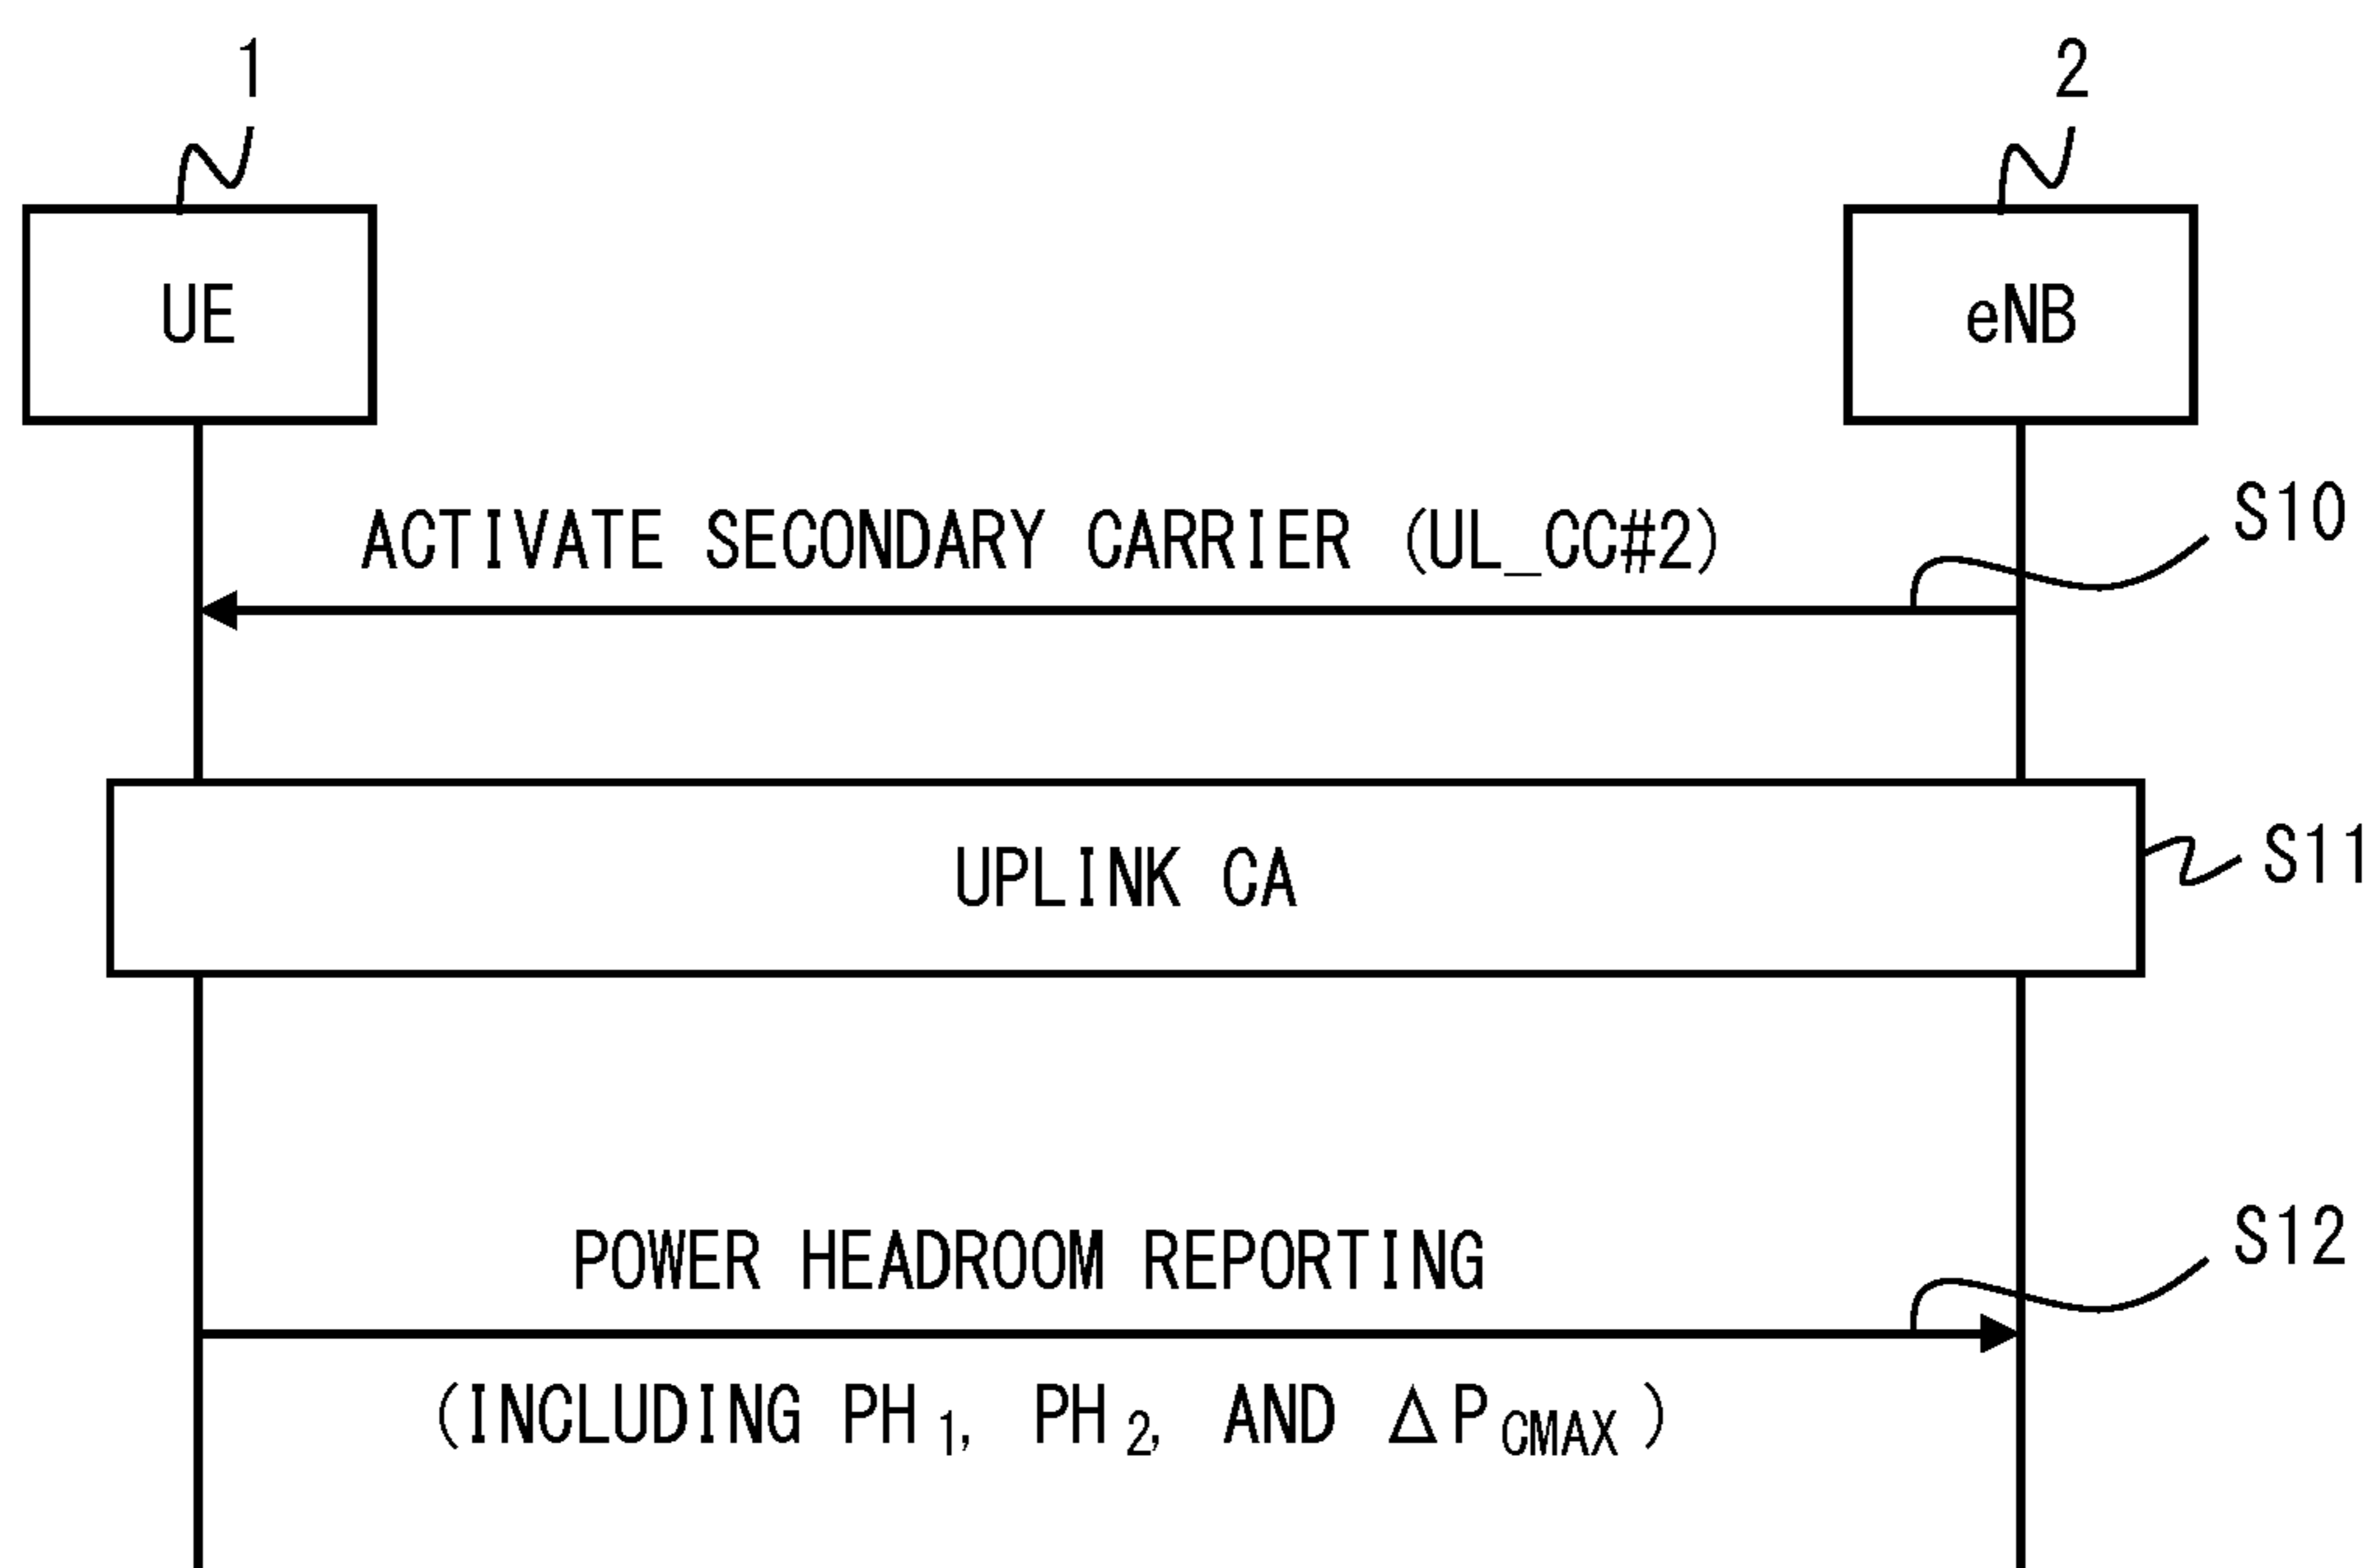 1
2
UE
eNB
S10
ACTIVATE SECONDARY CARRIER (UL_CC#2)
UPLINK CA
S11
S12
POWER HEADROOM REPORTING
(INCLUDING PH1, PH2, AND ΔPCMAX)